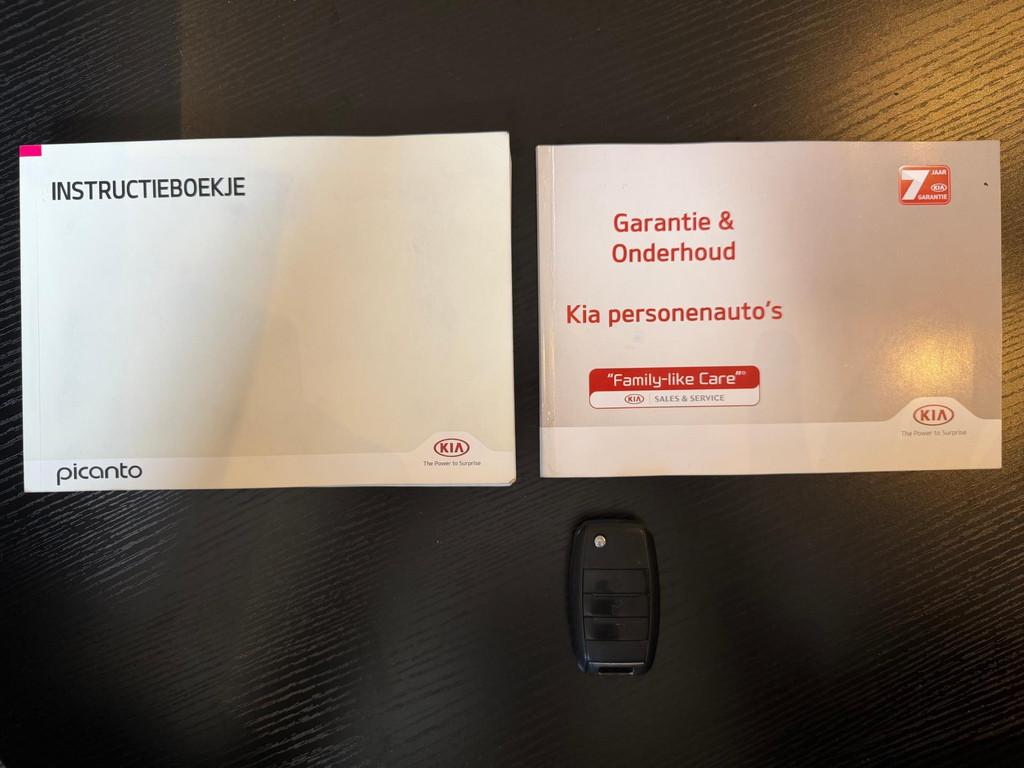 INSTRUCTIEBOEKJE
picanto
KIA
The Power to Surprise
7 JAAR
KIA
GARANTIE
Garantie &
Onderhoud
Kia personenauto's
"Family-like Care"®
KIA SALES & SERVICE
KIA
The Power to Surprise